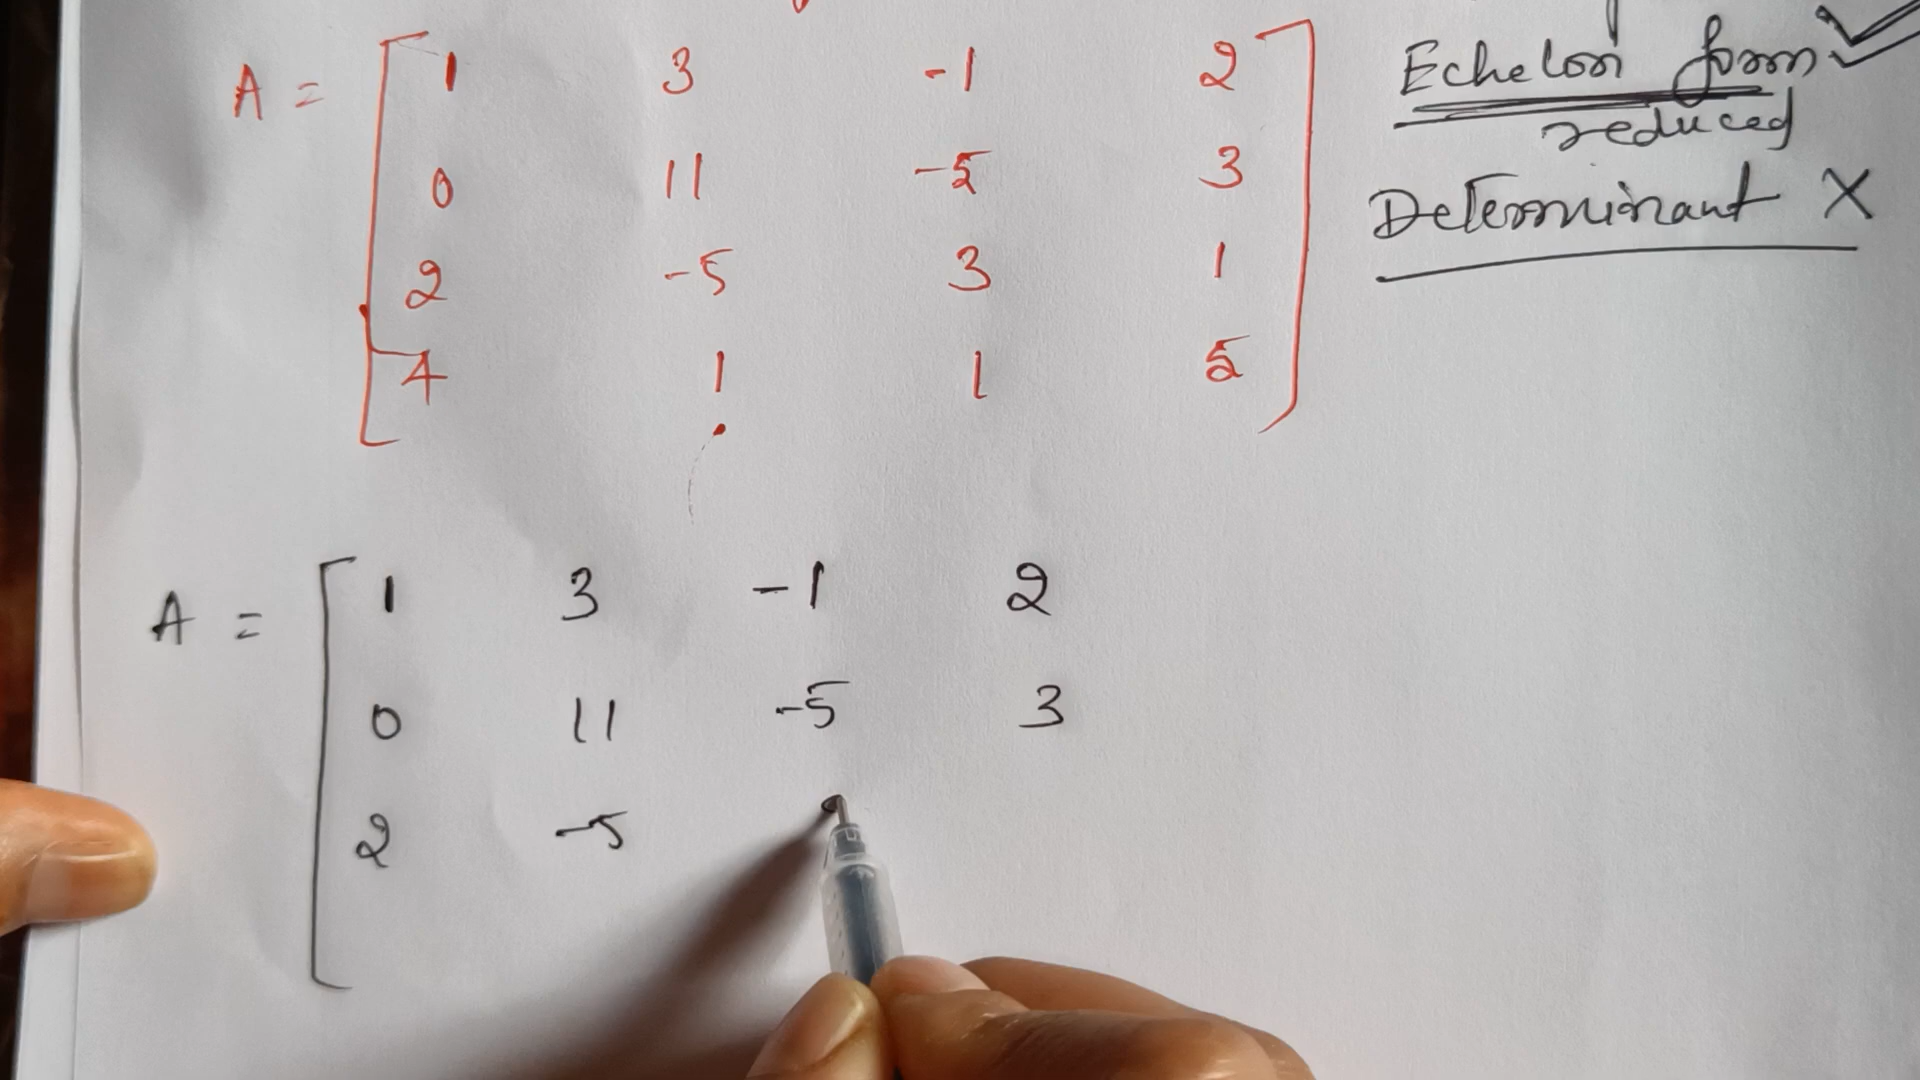 A = [ 1 3 -1 2 ]
0 11 -5 3
2 -5 3 1
4 1 1 5
Echelon form ✓
reduced
Determinant X
A = [ 1 3 -1 2
0 11 -5 3
2 -5